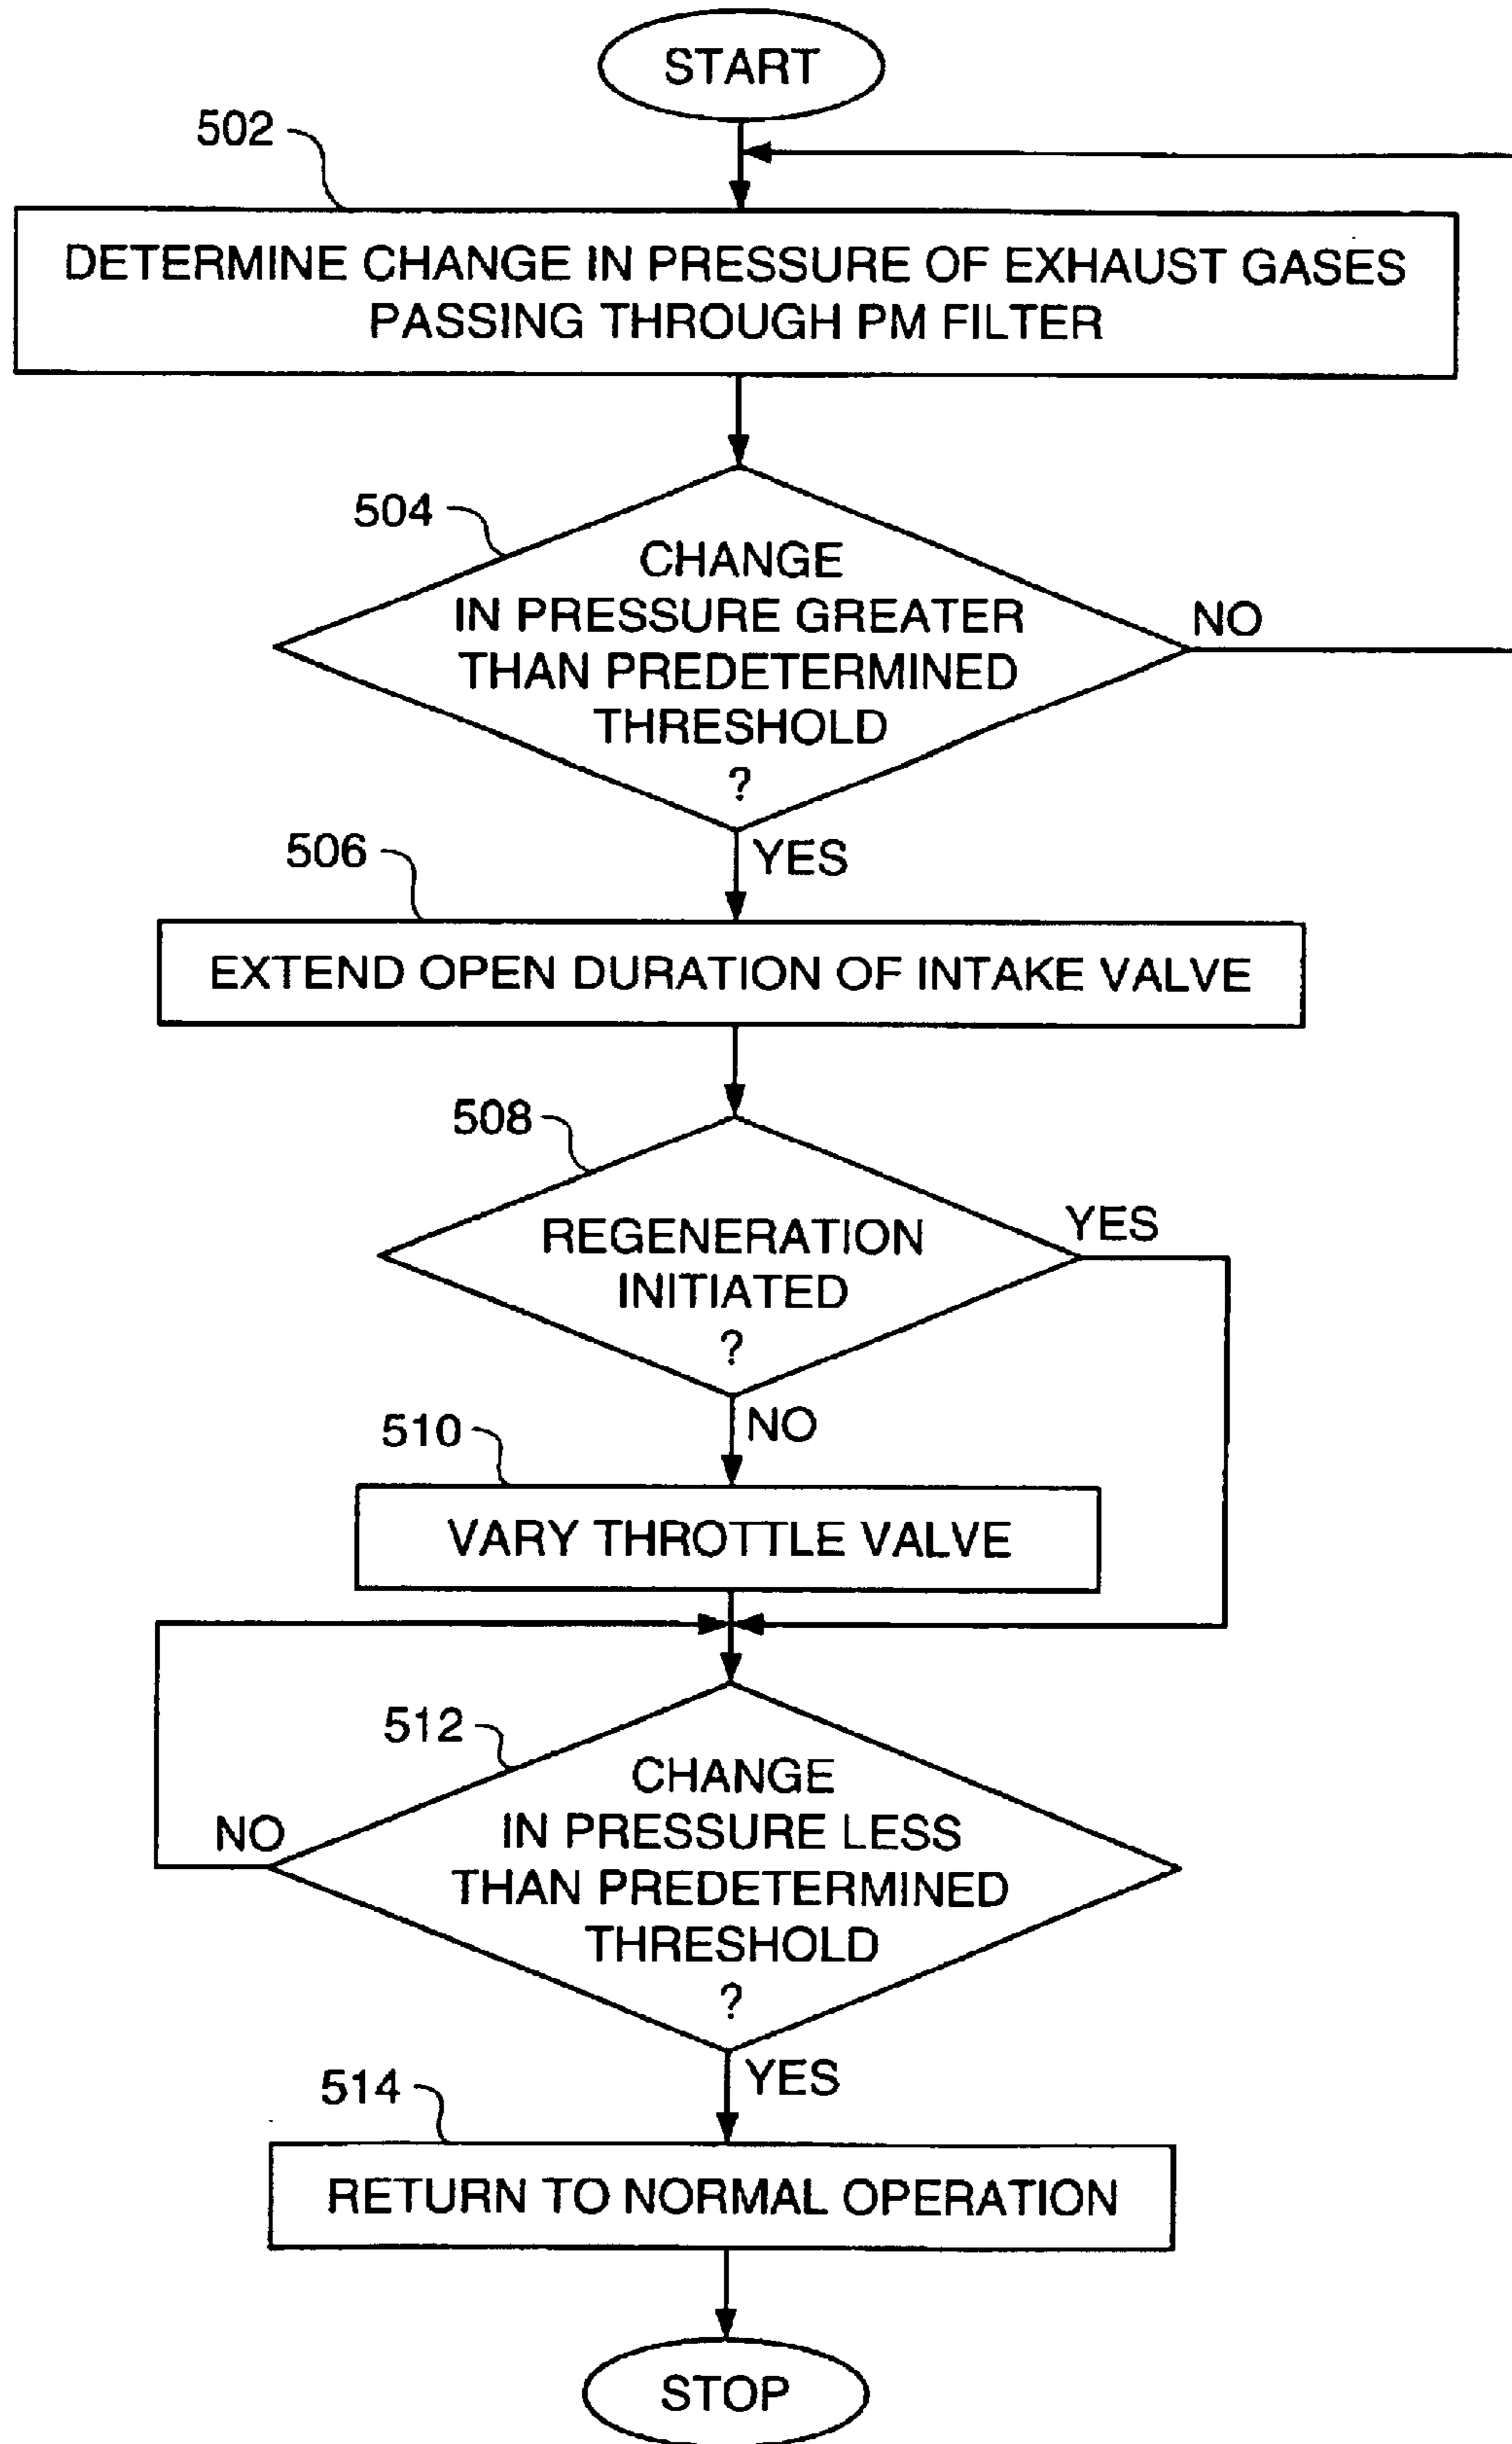 START
502
DETERMINE CHANGE IN PRESSURE OF EXHAUST GASES
PASSING THROUGH PM FILTER
504
CHANGE
IN PRESSURE GREATER
THAN PREDETERMINED
THRESHOLD
?
NO
YES
506
EXTEND OPEN DURATION OF INTAKE VALVE
508
REGENERATION
INITIATED
?
YES
NO
510
VARY THROTTLE VALVE
512
CHANGE
IN PRESSURE LESS
THAN PREDETERMINED
THRESHOLD
?
NO
YES
514
RETURN TO NORMAL OPERATION
STOP